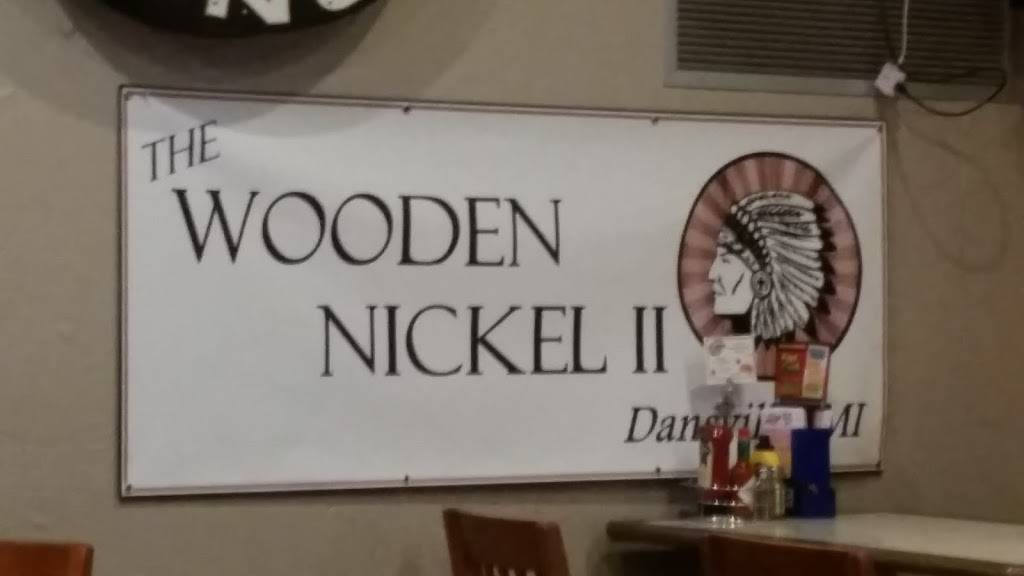 THE
WOODEN
NICKEL II
MI